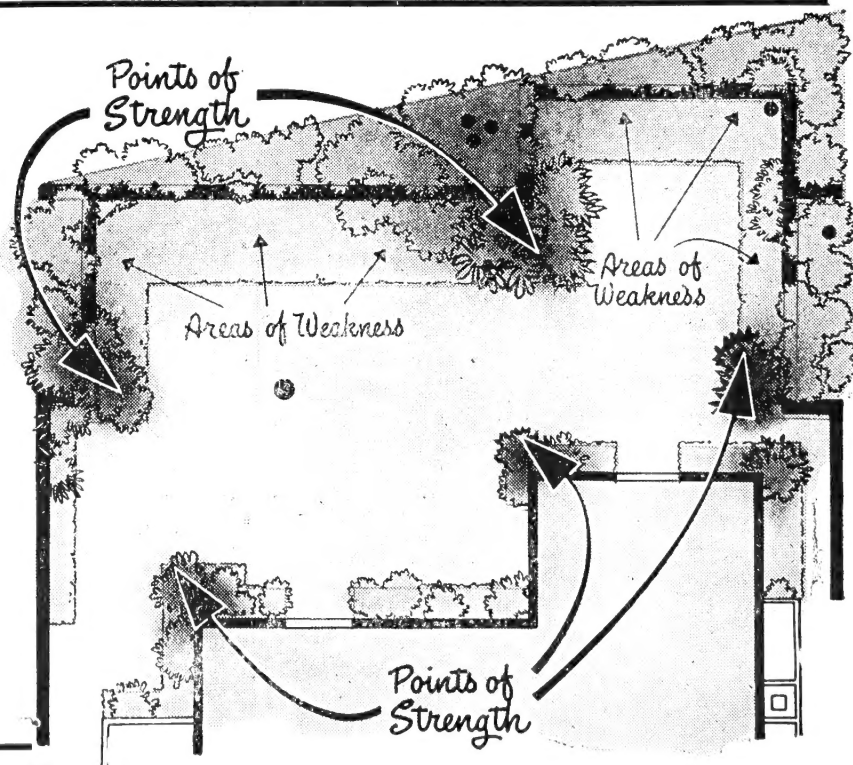 Points of
Strength
Areas of
Weakness
Areas of Weakness
Points of
Strength